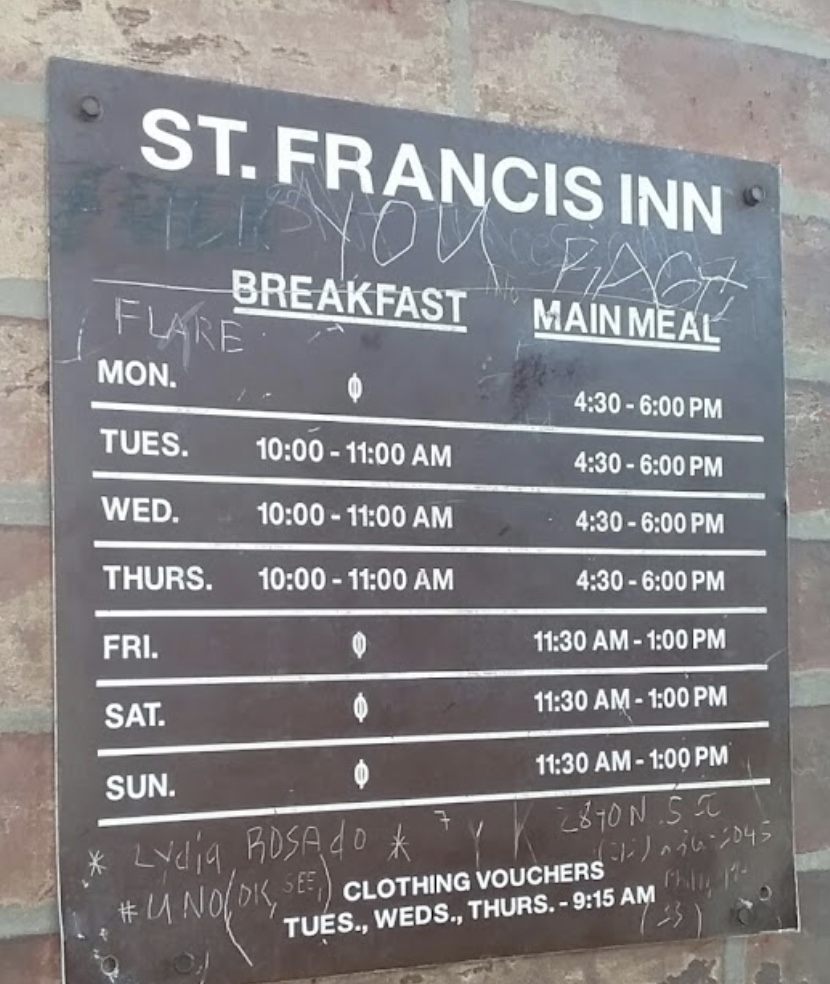 ST. FRANCIS INN
YOU
BREAKFAST MAIN MEAL
FLARE
MON. φ 4:30 - 6:00 PM
TUES. 10:00 - 11:00 AM 4:30 - 6:00 PM
WED. 10:00 - 11:00 AM 4:30 - 6:00 PM
THURS. 10:00 - 11:00 AM 4:30 - 6:00 PM
FRI. φ 11:30 AM - 1:00 PM
SAT. φ 11:30 AM - 1:00 PM
SUN. φ 11:30 AM - 1:00 PM
* Lydia ROSADO *
#UNO
CLOTHING VOUCHERS
TUES., WEDS., THURS. - 9:15 AM